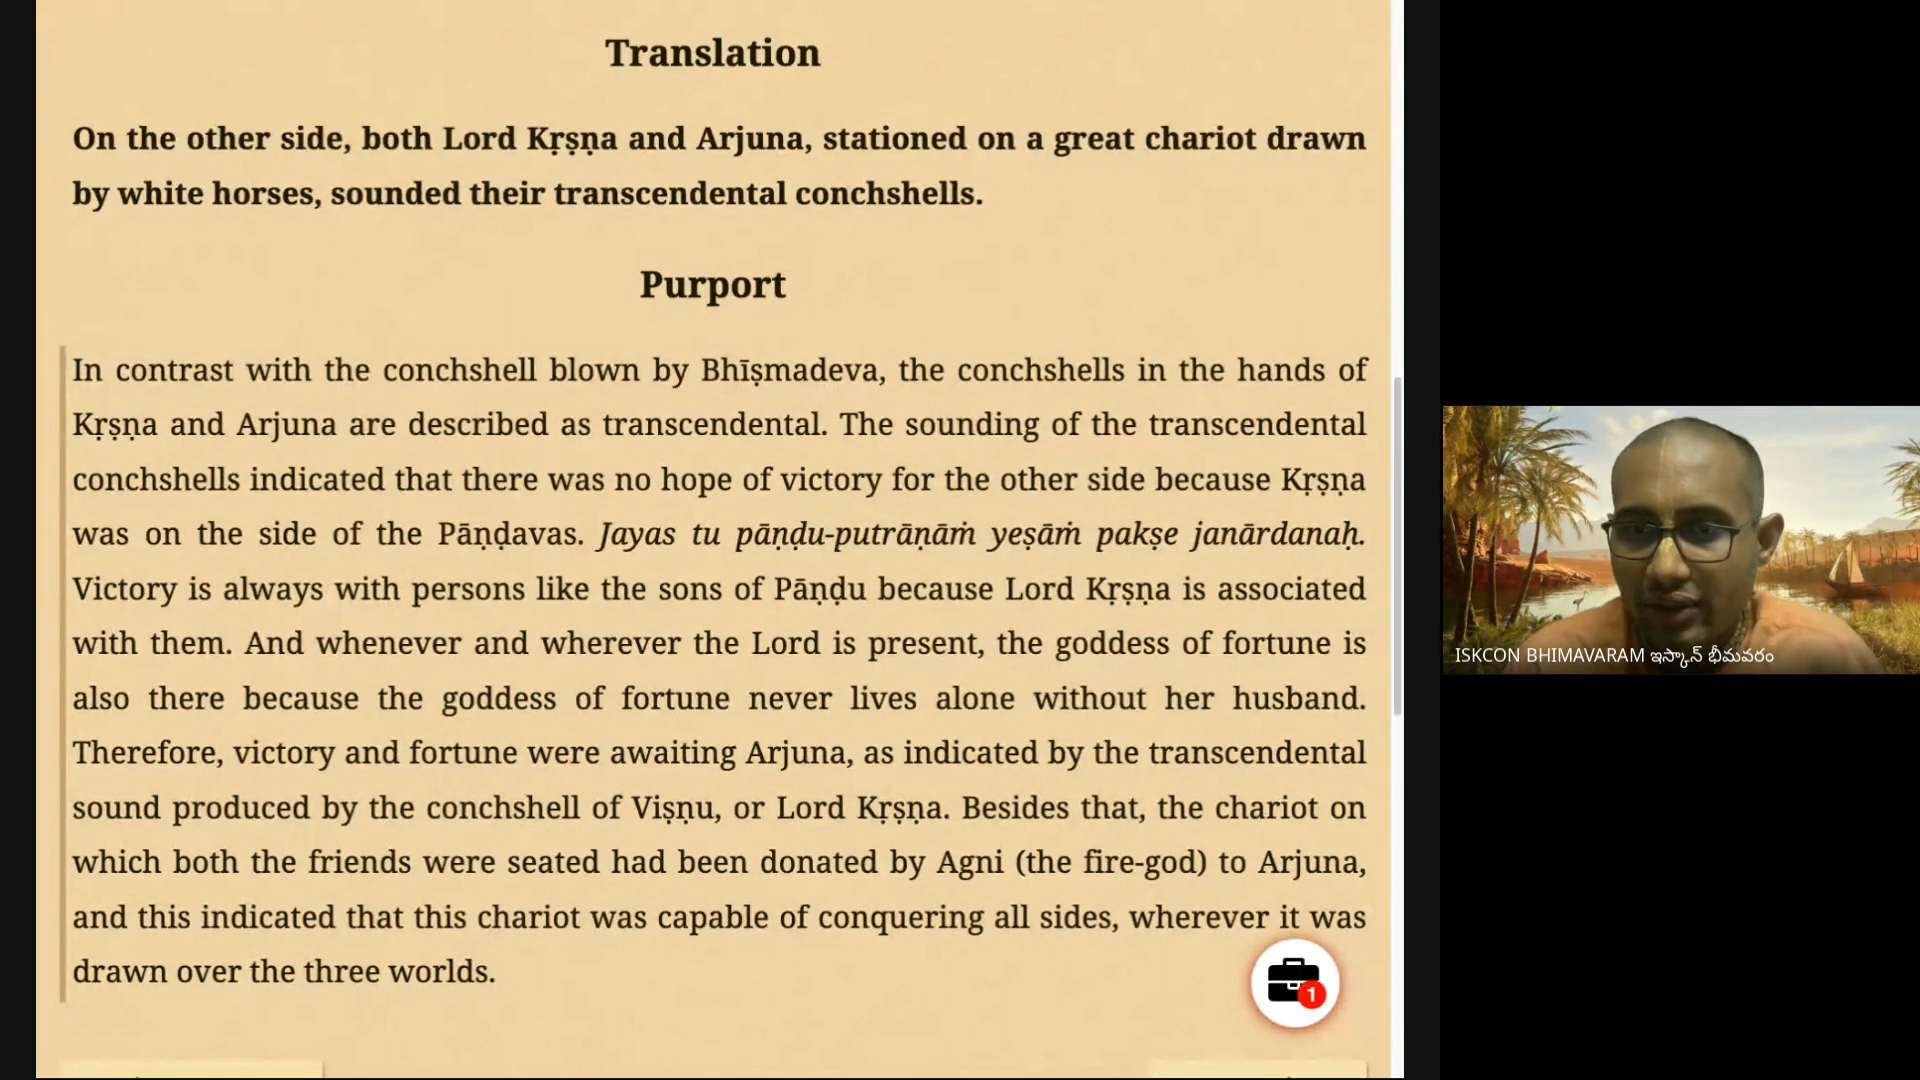 Translation
On the other side, both Lord Kṛṣṇa and Arjuna, stationed on a great chariot drawn
by white horses, sounded their transcendental conchshells.
Purport
In contrast with the conchshell blown by Bhīṣmadeva, the conchshells in the hands of
Kṛṣṇa and Arjuna are described as transcendental. The sounding of the transcendental
conchshells indicated that there was no hope of victory for the other side because Kṛṣṇa
was on the side of the Pāṇḍavas. Jayas tu pāṇḍu-putrāṇāṁ yeṣāṁ pakṣe janārdanaḥ.
Victory is always with persons like the sons of Pāṇḍu because Lord Kṛṣṇa is associated
with them. And whenever and wherever the Lord is present, the goddess of fortune is
also there because the goddess of fortune never lives alone without her husband.
Therefore, victory and fortune were awaiting Arjuna, as indicated by the transcendental
sound produced by the conchshell of Viṣṇu, or Lord Kṛṣṇa. Besides that, the chariot on
which both the friends were seated had been donated by Agni (the fire-god) to Arjuna,
and this indicated that this chariot was capable of conquering all sides, wherever it was
drawn over the three worlds.
1
ISKCON BHIMAVARAM ఇస్కాన్ భీమవరం